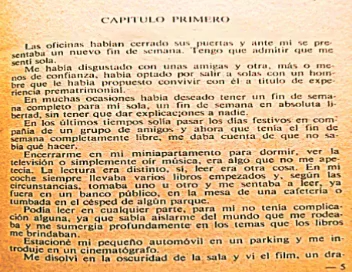 CAPITULO PRIMERO
Las oficinas habían cerrado sus puertas y ante mí se pre-
sentaba un nuevo fin de semana. Tengo que admitir que me
sentí sola.
Me había disgustado con unas amigas y otra, más o me-
nos de confianza, había optado por salir a solas con un hom-
bre que le había propuesto convivir con él a título de expe-
riencia prematrimonial.
En muchas ocasiones había deseado tener un fin de sema-
na completo para mí sola, un fin de semana en absoluta li-
bertad, sin tener que dar explicaciones a nadie.
En los últimos tiempos solía pasar los días festivos en com-
pañía de un grupo de amigos y ahora que tenía el fin de
semana completamente libre, me daba cuenta de que no sa-
bía qué hacer.
Encerrarme en mi miniapartamento para dormir, ver la
televisión o simplemente oír música, era algo que no me ape-
tecía. La lectura era distinto, sí, leer era otra cosa. En mi
coche siempre llevaba varios libros empezados y, según las
circunstancias, tomaba uno u otro y me sentaba a leer, ya
fuera en un banco público, en la mesa de una cafetería o
tumbada en el césped de algún parque.
Podía leer en cualquier parte, para mí no tenía complica-
ción alguna, ya que sabía aislarme del mundo que me rodea-
ba y me sumergía profundamente en los temas que los libros
me brindaban.
Estacioné mi pequeño automóvil en un parking y me in-
troduje en un cinematógrafo.
Me disolví en la oscuridad de la sala y vi el film, un dra-
— 5